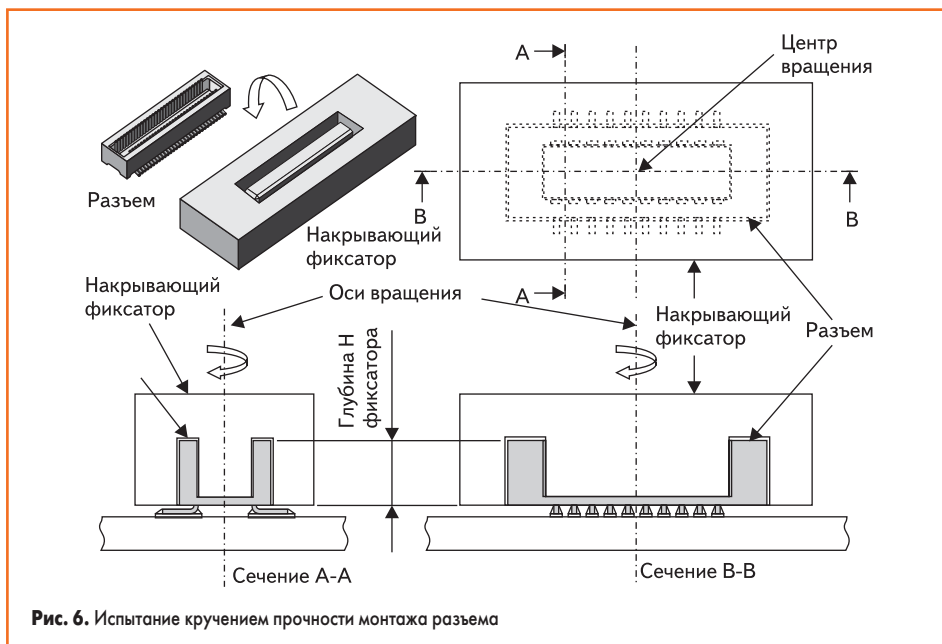 A
Центр
вращения
Разъем
Накрывающий
фиксатор
B
B
Накрывающий
фиксатор
Оси вращения
A
Накрывающий
фиксатор
Разъем
Глубина H
фиксатора
Сечение A-A
Сечение B-B
Рис. 6. Испытание кручением прочности монтажа разъема